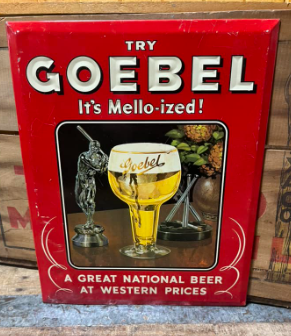 TRY
GOEBEL
It's Mello-ized!
Goebel
A GREAT NATIONAL BEER
AT WESTERN PRICES